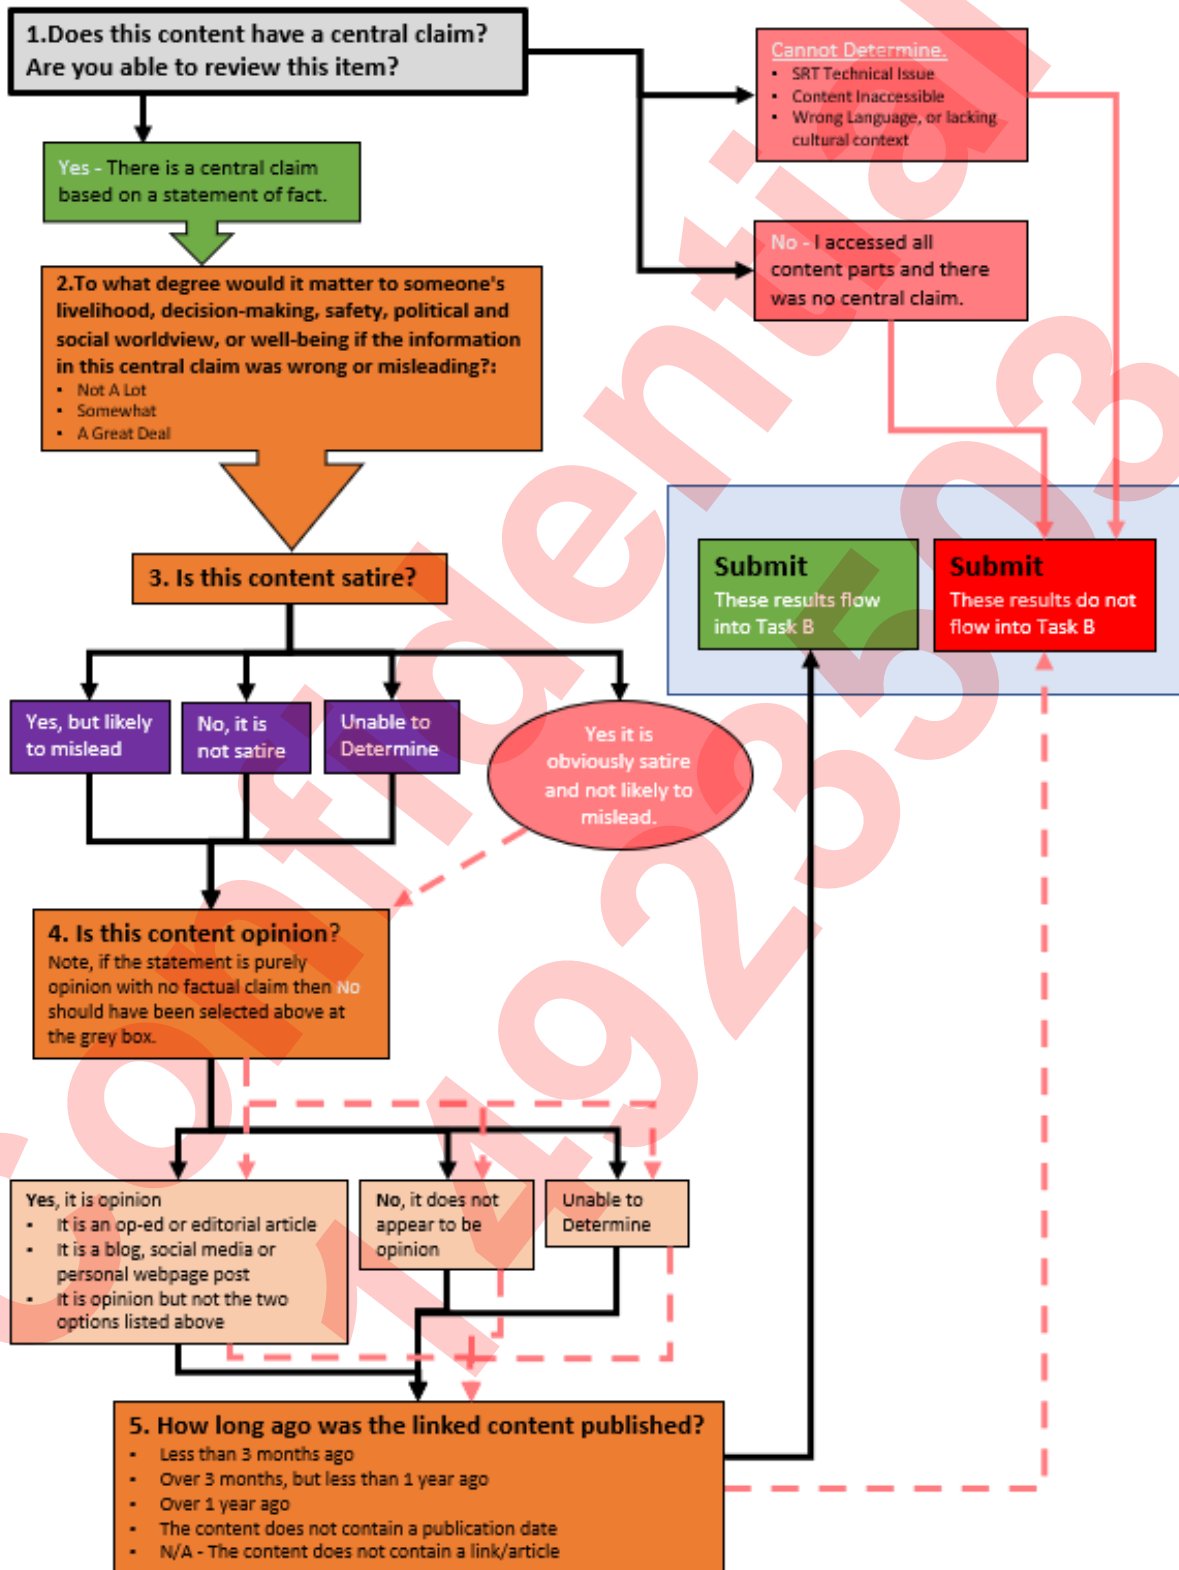 1.Does this content have a central claim?
Are you able to review this item?
Cannot Determine.
• SRT Technical Issue
• Content Inaccessible
• Wrong Language, or lacking
cultural context
Yes - There is a central claim
based on a statement of fact.
No - I accessed all
content parts and there
was no central claim.
2.To what degree would it matter to someone's
livelihood, decision-making, safety, political and
social worldview, or well-being if the information
in this central claim was wrong or misleading?:
• Not A Lot
• Somewhat
• A Great Deal
3. Is this content satire?
Submit
These results flow
into Task B
Submit
These results do not
flow into Task B
Yes, but likely
to mislead
No, it is
not satire
Unable to
Determine
Yes it is
obviously satire
and not likely to
mislead.
4. Is this content opinion?
Note, if the statement is purely
opinion with no factual claim then No
should have been selected above at
the grey box.
Yes, it is opinion
• It is an op-ed or editorial article
• It is a blog, social media or
personal webpage post
• It is opinion but not the two
options listed above
No, it does not
appear to be
opinion
Unable to
Determine
5. How long ago was the linked content published?
• Less than 3 months ago
• Over 3 months, but less than 1 year ago
• Over 1 year ago
• The content does not contain a publication date
• N/A - The content does not contain a link/article
Confidential
149235503